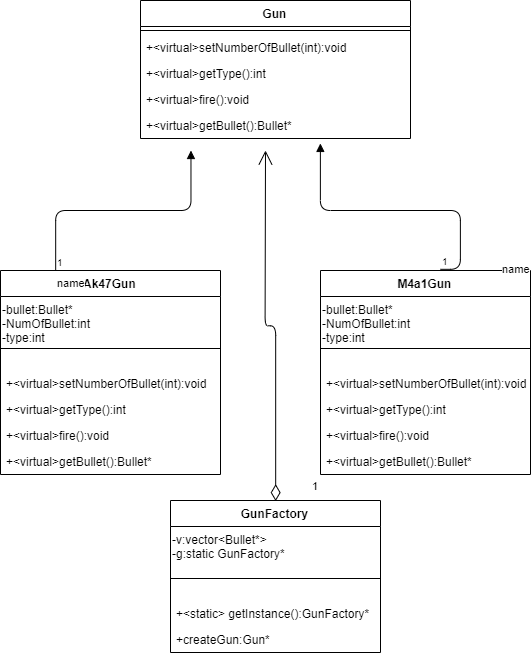 Gun
+<virtual>setNumberOfBullet(int):void
+<virtual>getType():int
+<virtual>fire():void
+<virtual>getBullet():Bullet*
1
name
Ak47Gun
-bullet:Bullet*
-NumOfBullet:int
-type:int
+<virtual>setNumberOfBullet(int):void
+<virtual>getType():int
+<virtual>fire():void
+<virtual>getBullet():Bullet*
1
name
M4a1Gun
-bullet:Bullet*
-NumOfBullet:int
-type:int
+<virtual>setNumberOfBullet(int):void
+<virtual>getType():int
+<virtual>fire():void
+<virtual>getBullet():Bullet*
1
GunFactory
-v:vector<Bullet*>
-g:static GunFactory*
+<static> getInstance():GunFactory*
+createGun:Gun*